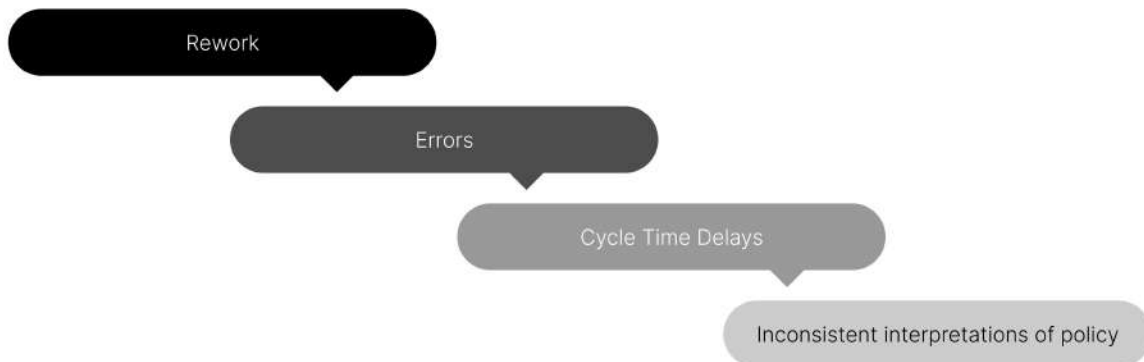 Rework
Errors
Cycle Time Delays
Inconsistent interpretations of policy